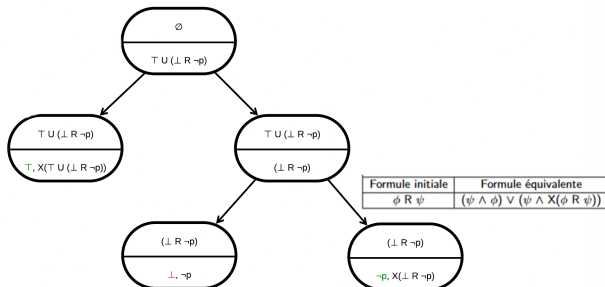 ∅
⊤ U (⊥ R ¬p)
⊤ U (⊥ R ¬p)
⊤, X(⊤ U (⊥ R ¬p))
⊤ U (⊥ R ¬p)
(⊥ R ¬p)
Formule initiale Formule équivalente
ϕ R ψ (ψ ∧ ϕ) ∨ (ψ ∧ X(ϕ R ψ))
(⊥ R ¬p)
⊥, ¬p
(⊥ R ¬p)
¬p, X(⊥ R ¬p)